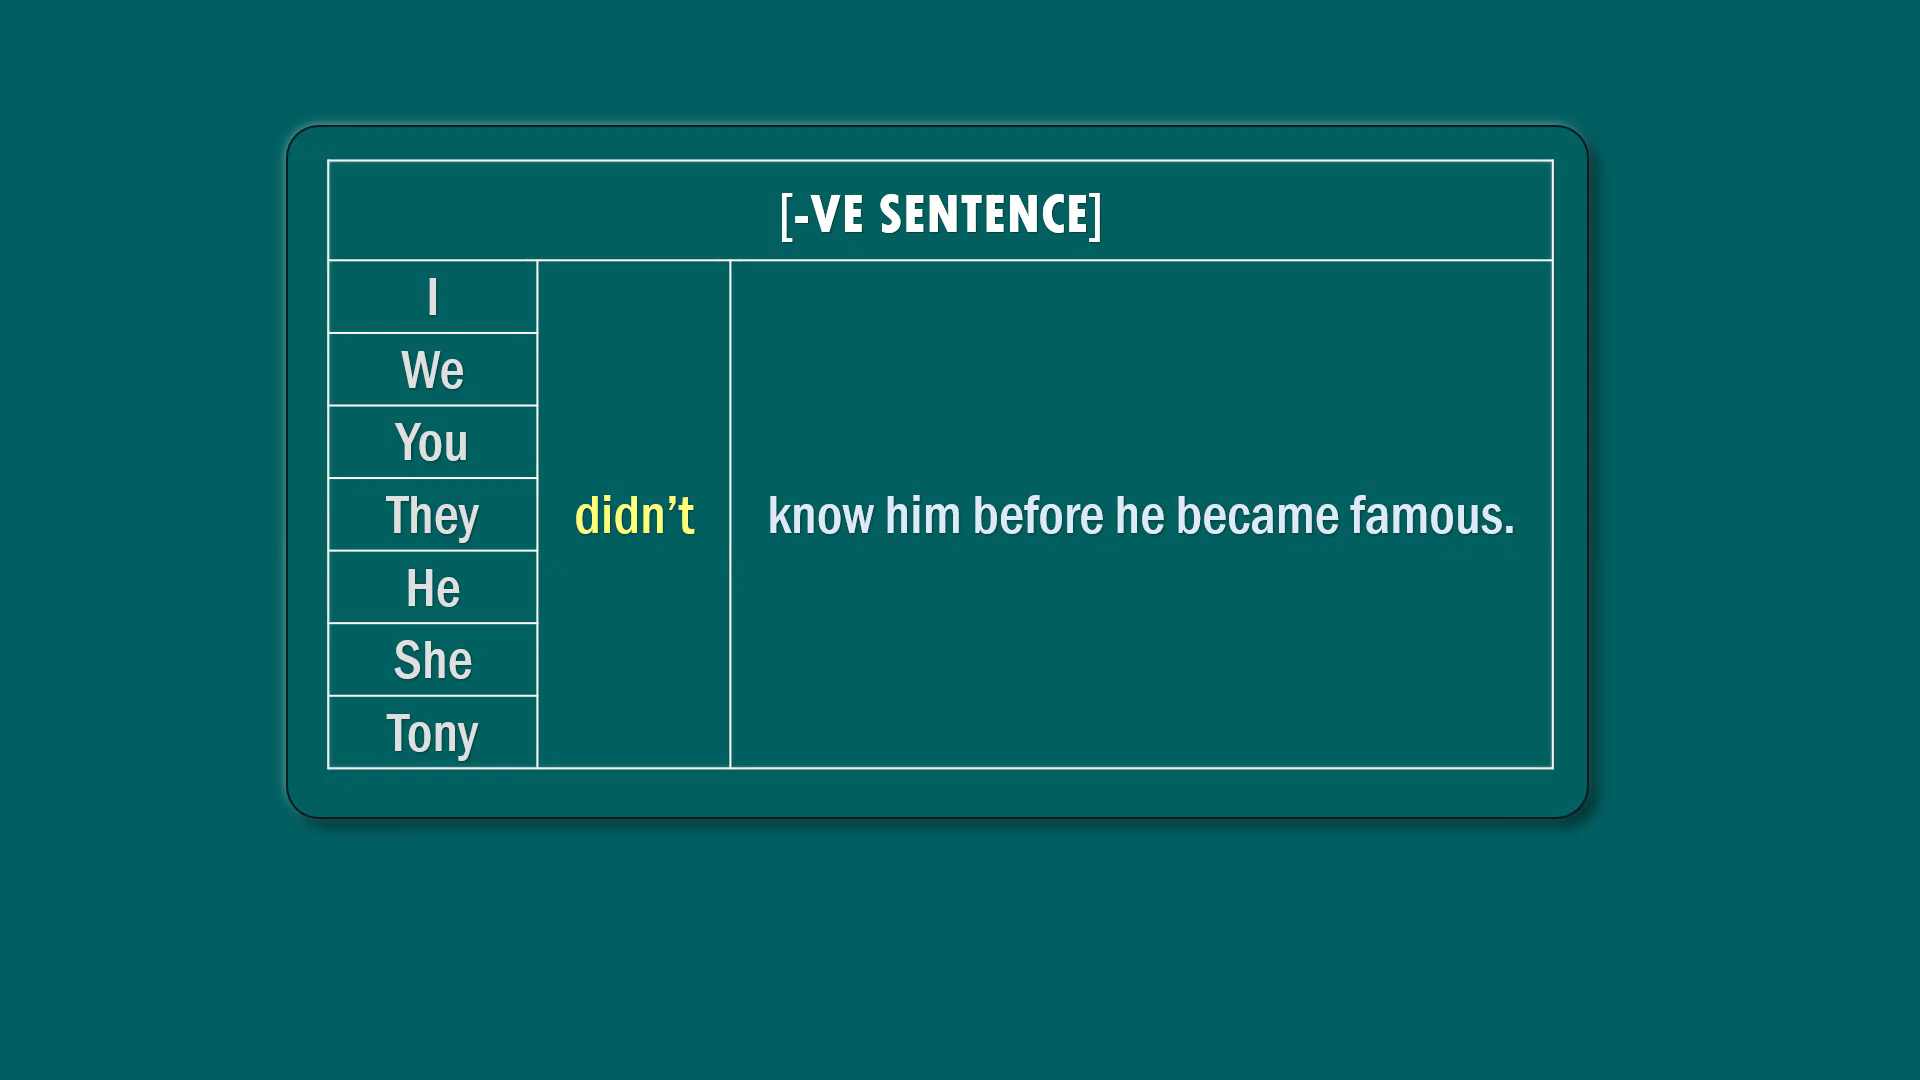 [-VE SENTENCE]
I
We
You
They
He
She
Tony
didn’t
know him before he became famous.